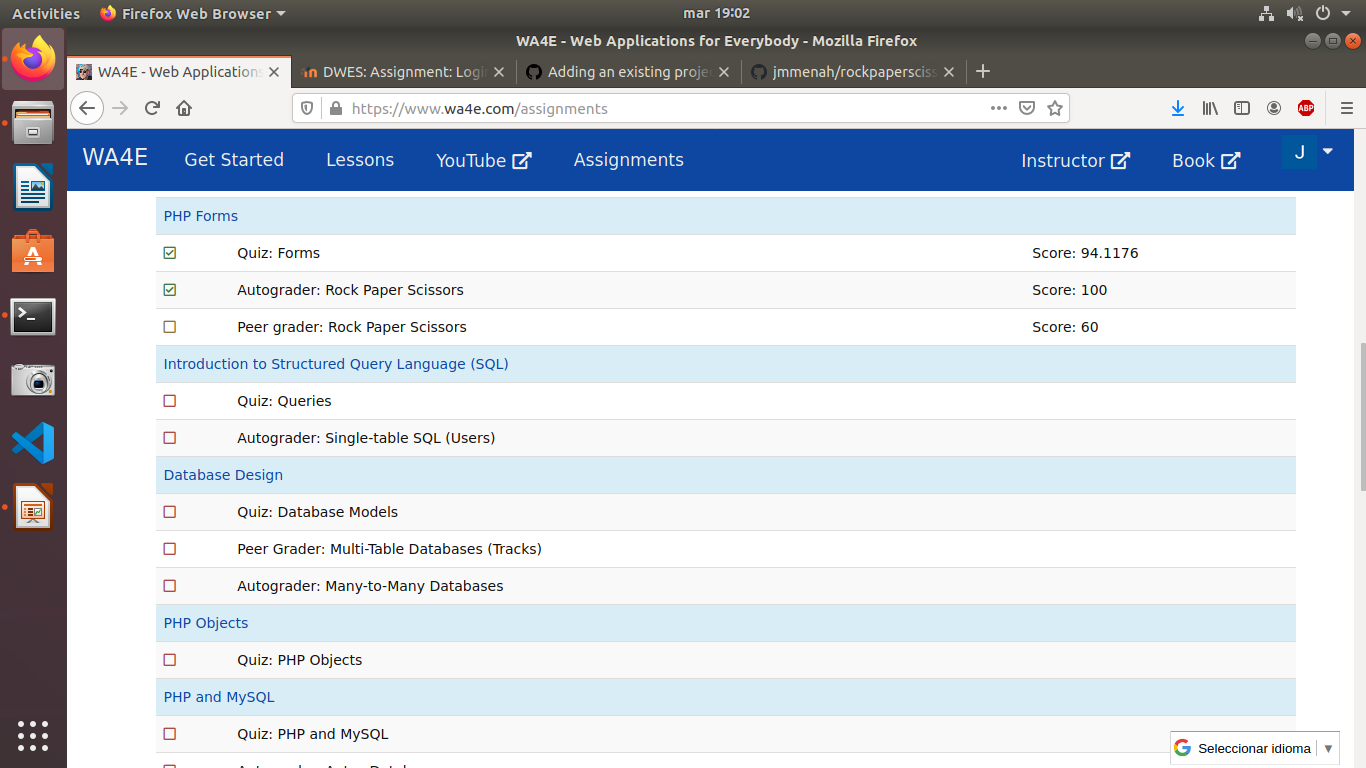 Activities Firefox Web Browser mar 19:02
WA4E - Web Applications for Everybody - Mozilla Firefox
WA4E - Web Applications DWES: Assignment: Logi Adding an existing proje jmmenah/rockpapersciss
https://www.wa4e.com/assignments ABP
WA4E Get Started Lessons YouTube Assignments Instructor Book J
PHP Forms
Quiz: Forms Score: 94.1176
Autograder: Rock Paper Scissors Score: 100
Peer grader: Rock Paper Scissors Score: 60
Introduction to Structured Query Language (SQL)
Quiz: Queries
Autograder: Single-table SQL (Users)
Database Design
Quiz: Database Models
Peer Grader: Multi-Table Databases (Tracks)
Autograder: Many-to-Many Databases
PHP Objects
Quiz: PHP Objects
PHP and MySQL
Quiz: PHP and MySQL
Seleccionar idioma